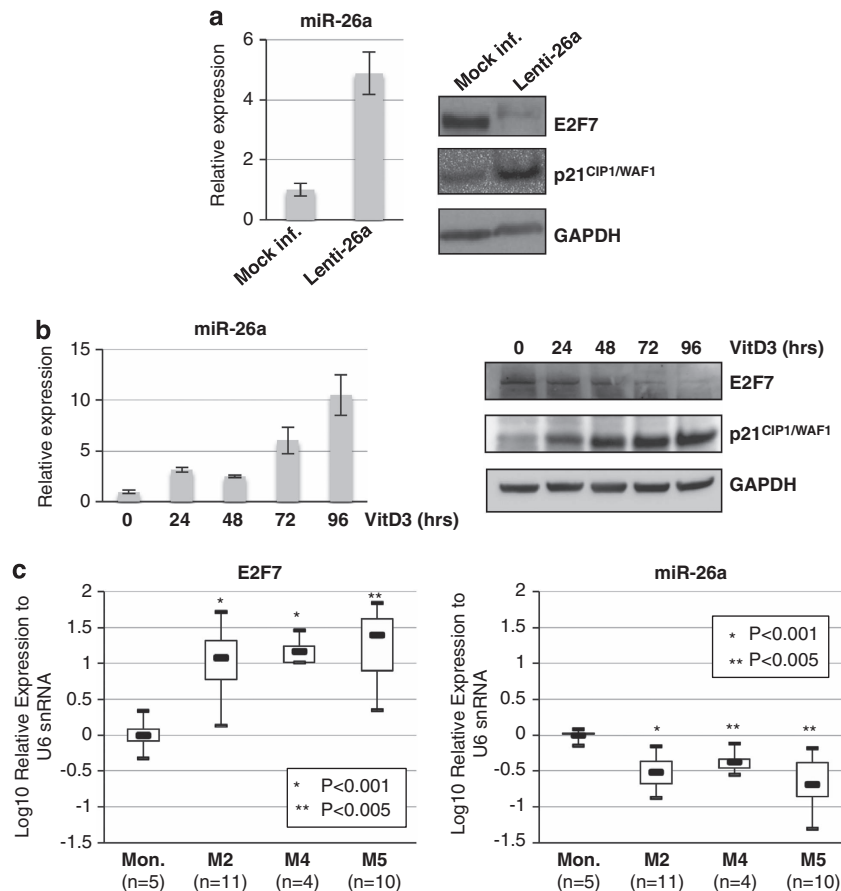 a
miR-26a
Relative expression
6
4
2
0
Mock inf.
Lenti-26a
Mock inf.
Lenti-26a
E2F7
p21CIP1/WAF1
GAPDH
b
miR-26a
Relative expression
15
10
5
0
0 24 48 72 96 VitD3 (hrs)
0 24 48 72 96 VitD3 (hrs)
E2F7
p21CIP1/WAF1
GAPDH
c
E2F7
Log10 Relative Expression to
U6 snRNA
2
1.5
1
0.5
0
-0.5
-1
-1.5
*
*
**
* P<0.001
** P<0.005
Mon. M2 M4 M5
(n=5) (n=11) (n=4) (n=10)
miR-26a
Log10 Relative Expression to
U6 snRNA
2
1.5
1
0.5
0
-0.5
-1
-1.5
* P<0.001
** P<0.005
*
**
**
Mon. M2 M4 M5
(n=5) (n=11) (n=4) (n=10)